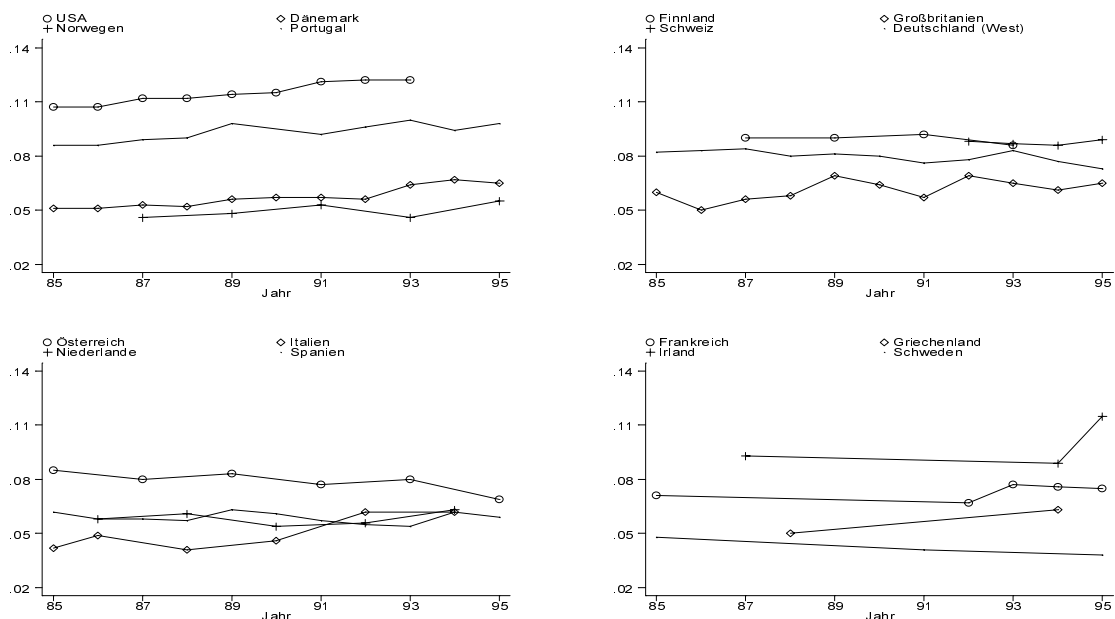 USA Dänemark
Norwegen Portugal
.14
.11
.08
.05
.02
85 87 89 91 93 95
Jahr
Finnland Großbritanien
Schweiz Deutschland (West)
.14
.11
.08
.05
.02
85 87 89 91 93 95
Jahr
Österreich Italien
Niederlande Spanien
.14
.11
.08
.05
.02
85 87 89 91 93 95
Jahr
Frankreich Griechenland
Irland Schweden
.14
.11
.08
.05
.02
85 87 89 91 93 95
Jahr